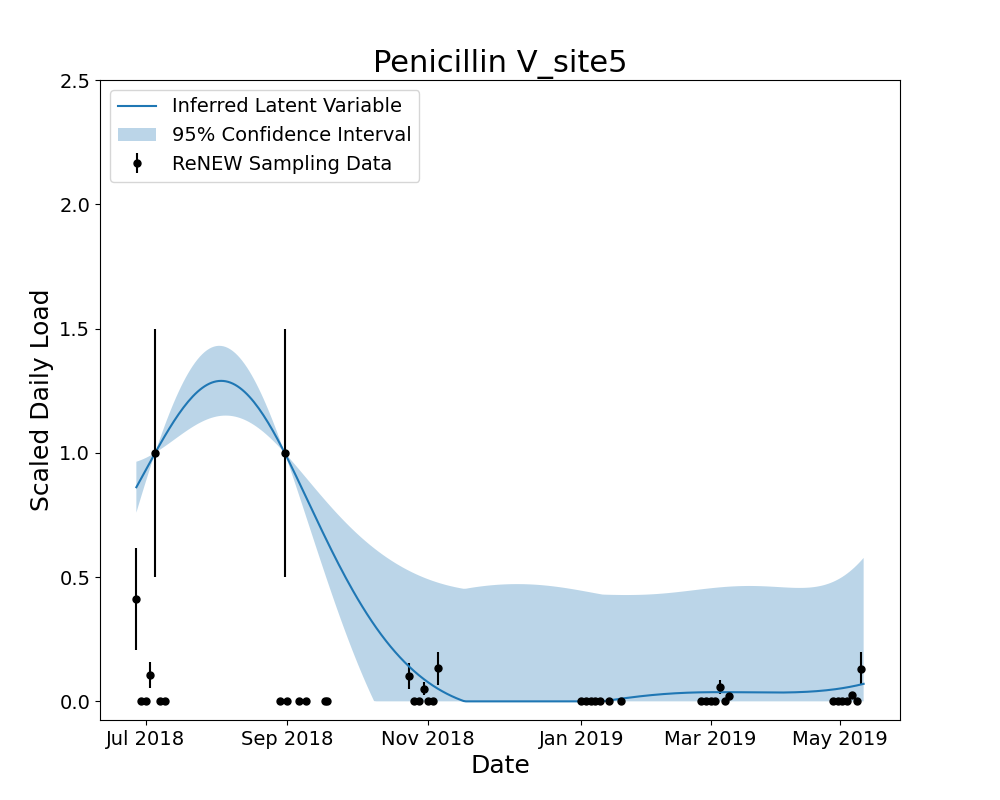 Penicillin V_site5
Inferred Latent Variable
95% Confidence Interval
ReNEW Sampling Data
2.5
2.0
1.5
1.0
0.5
0.0
Scaled Daily Load
Jul 2018 Sep 2018 Nov 2018 Jan 2019 Mar 2019 May 2019
Date